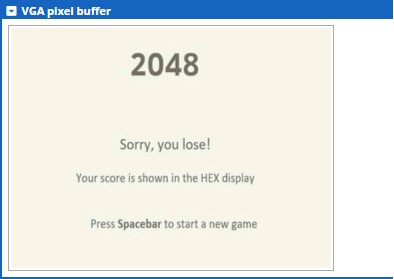 VGA pixel buffer
2048
Sorry, you lose!
Your score is shown in the HEX display
Press Spacebar to start a new game